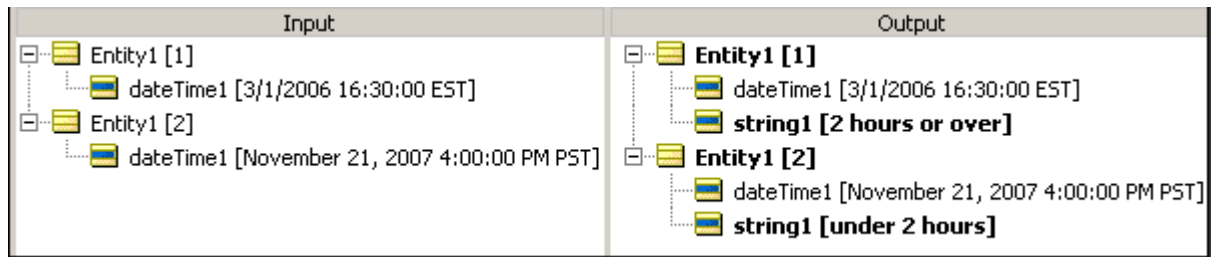 Input
Entity1 [1]
dateTime1 [3/1/2006 16:30:00 EST]
Entity1 [2]
dateTime1 [November 21, 2007 4:00:00 PM PST]
Output
Entity1 [1]
dateTime1 [3/1/2006 16:30:00 EST]
string1 [2 hours or over]
Entity1 [2]
dateTime1 [November 21, 2007 4:00:00 PM PST]
string1 [under 2 hours]